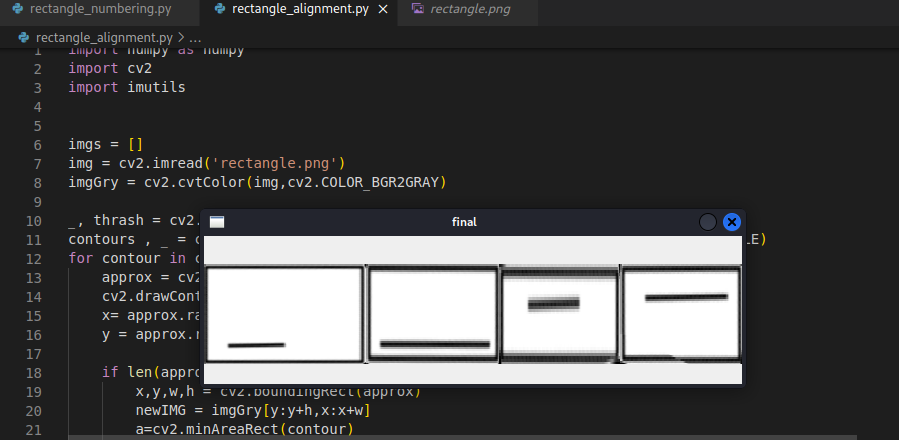 rectangle_numbering.py
rectangle_alignment.py
rectangle.png
rectangle_alignment.py > ...
1 import numpy as numpy
2 import cv2
3 import imutils
4
5
6 imgs = []
7 img = cv2.imread('rectangle.png')
8 imgGry = cv2.cvtColor(img,cv2.COLOR_BGR2GRAY)
9
10 _, thrash = cv2.
final
11 contours , _ = c LE)
12 for contour in c
13 approx = cv2
14 cv2.drawCont
15 x= approx.ra
16 y = approx.r
17
18 if len(appro
19 x,y,w,h = cv2.boundingRect(approx)
20 newIMG = imgGry[y:y+h,x:x+w]
21 a=cv2.minAreaRect(contour)